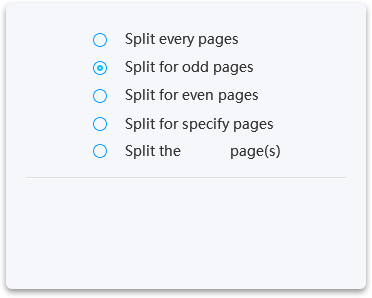 Split every pages
Split for odd pages
Split for even pages
Split for specify pages
Split the page(s)